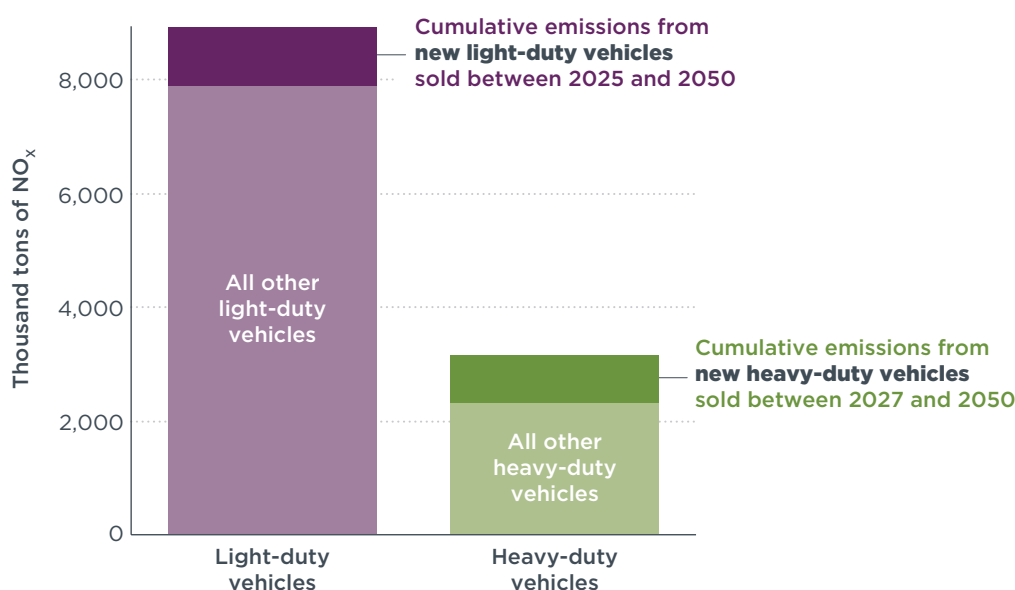 Cumulative emissions from
new light-duty vehicles
sold between 2025 and 2050
Thousand tons of NOx
8,000
6,000
4,000
2,000
0
All other
light-duty
vehicles
Cumulative emissions from
new heavy-duty vehicles
sold between 2027 and 2050
All other
heavy-duty
vehicles
Light-duty
vehicles
Heavy-duty
vehicles